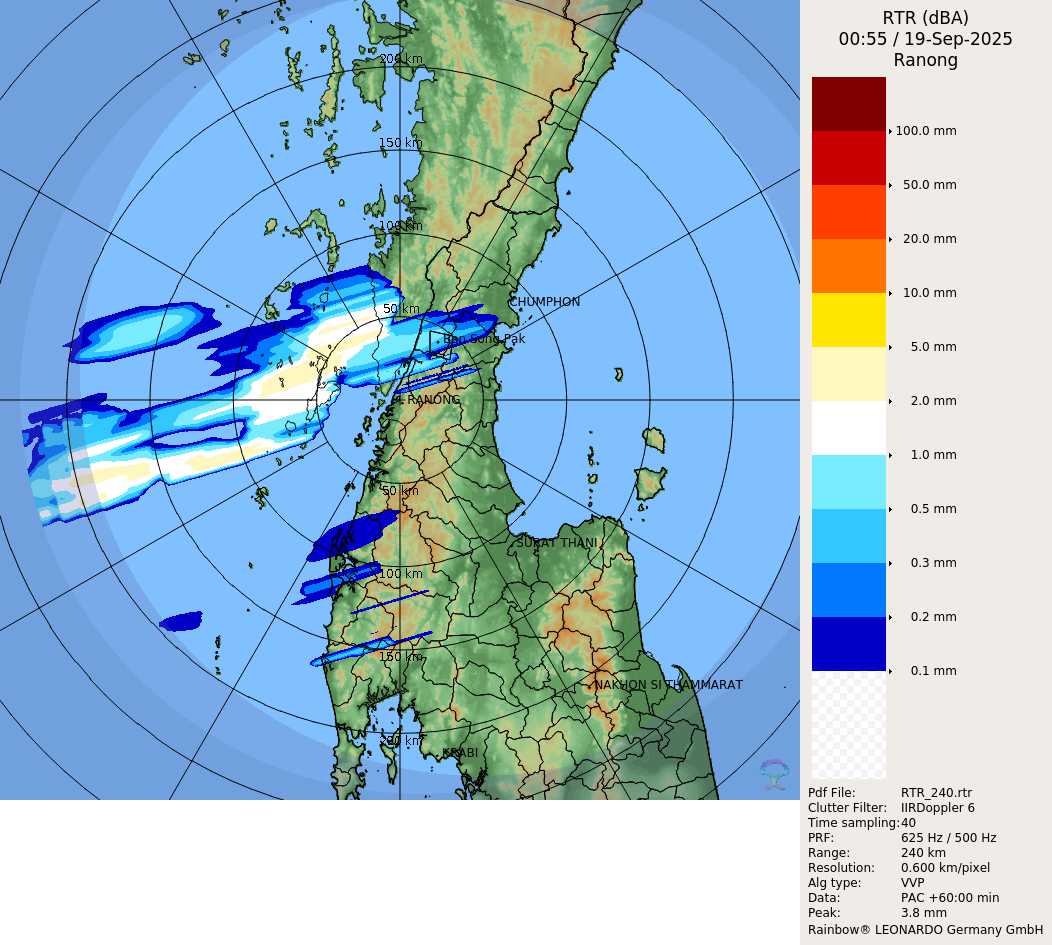 RTR (dBA)
00:55 / 19-Sep-2025
Ranong
100.0 mm
50.0 mm
20.0 mm
10.0 mm
5.0 mm
2.0 mm
1.0 mm
0.5 mm
0.3 mm
0.2 mm
0.1 mm
Pdf File: RTR_240.rtr
Clutter Filter: IIRDoppler 6
Time sampling: 40
PRF: 625 Hz / 500 Hz
Range: 240 km
Resolution: 0.600 km/pixel
Alg type: VVP
Data: PAC +60:00 min
Peak: 3.8 mm
Rainbow® LEONARDO Germany GmbH
200 km
150 km
100 km
CHUMPHON
50 km
Ban Song Pak
RANONG
50 km
SURAT THANI
100 km
150 km
NAKHON SI THAMMARAT
200 km
KRABI